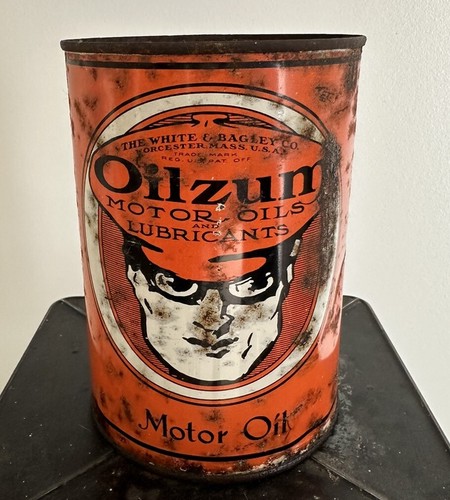 THE WHITE & BAGLEY CO.
WORCESTER, MASS. U.S.A.
TRADE MARK
REG. U.S. PAT. OFF.
Oilzum
MOTOR OILS
AND
LUBRICANTS
Motor Oil